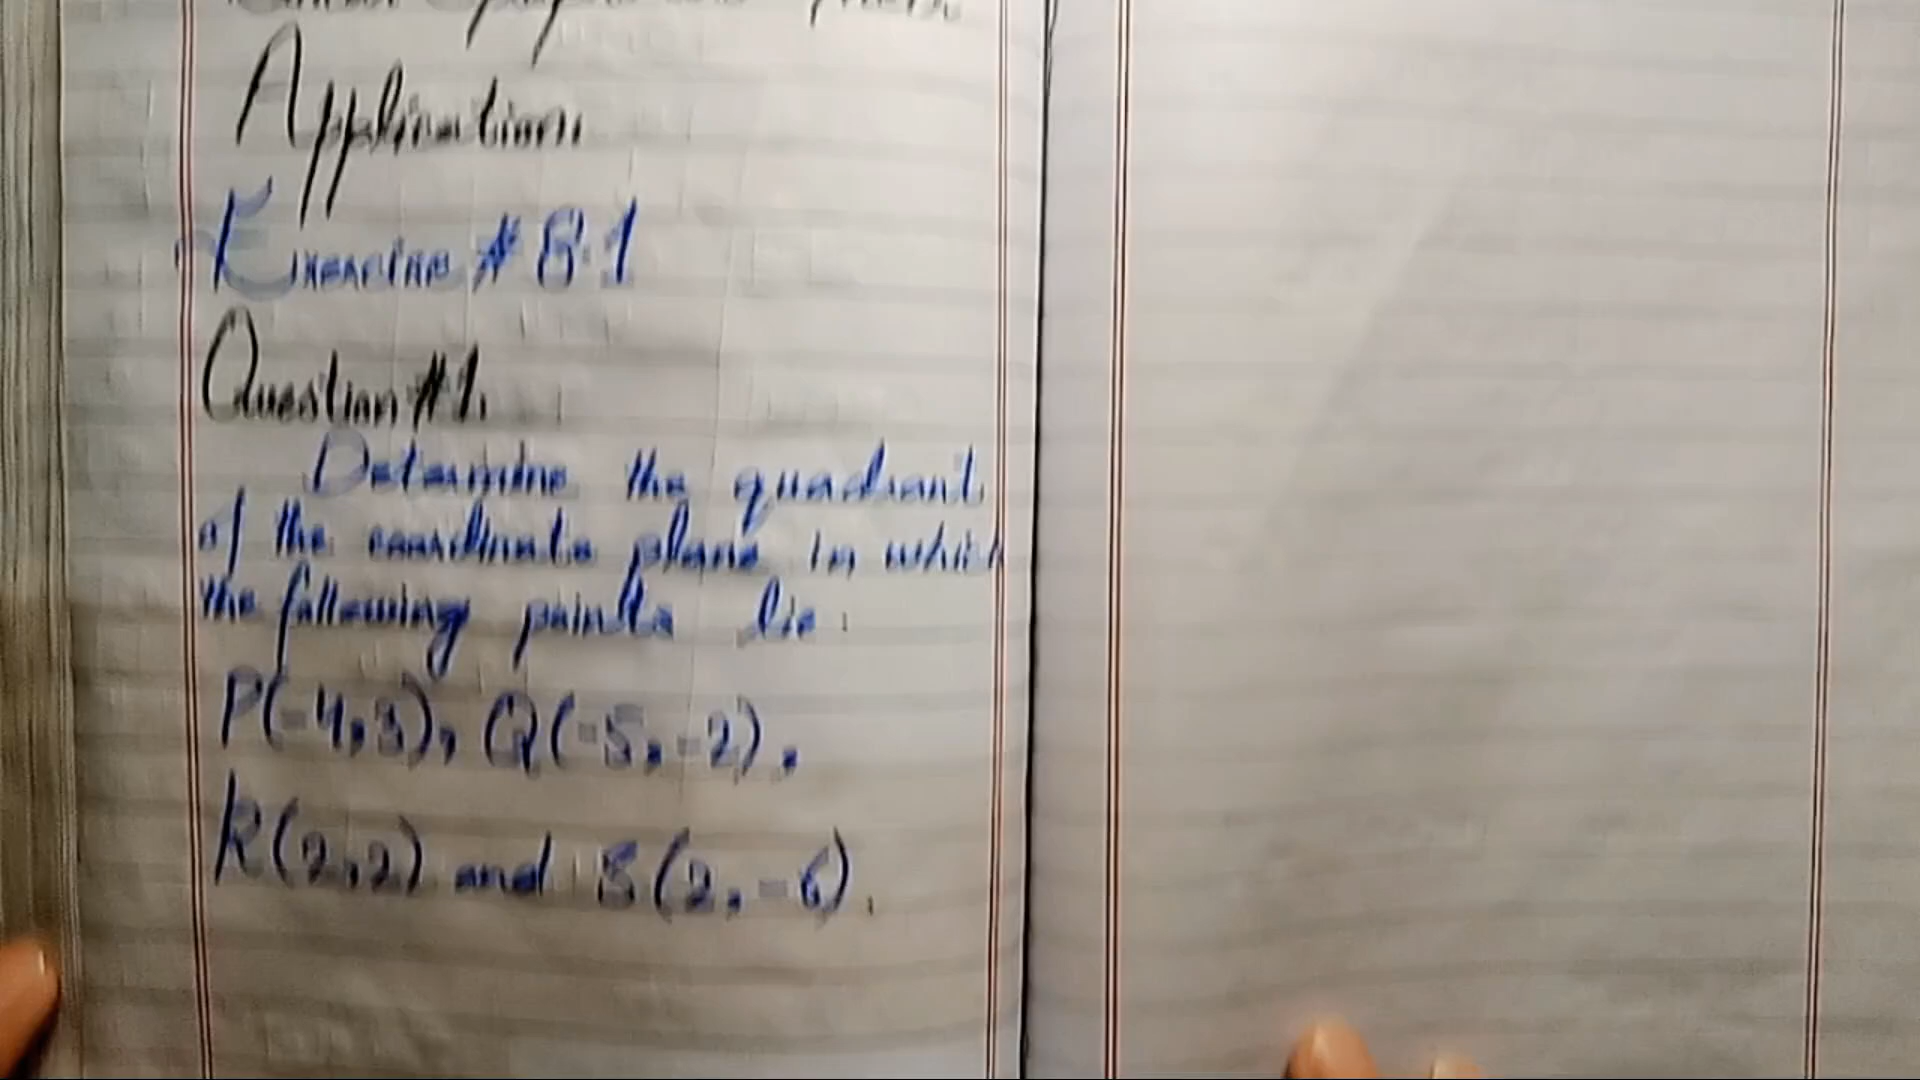 Application
Exercise # 8.1
Question #1.
Determine the quadrant
of the coordinate plane in which
the following points lie:
P(-4,3), Q(-5,-2),
R(2,2) and S(2,-6).